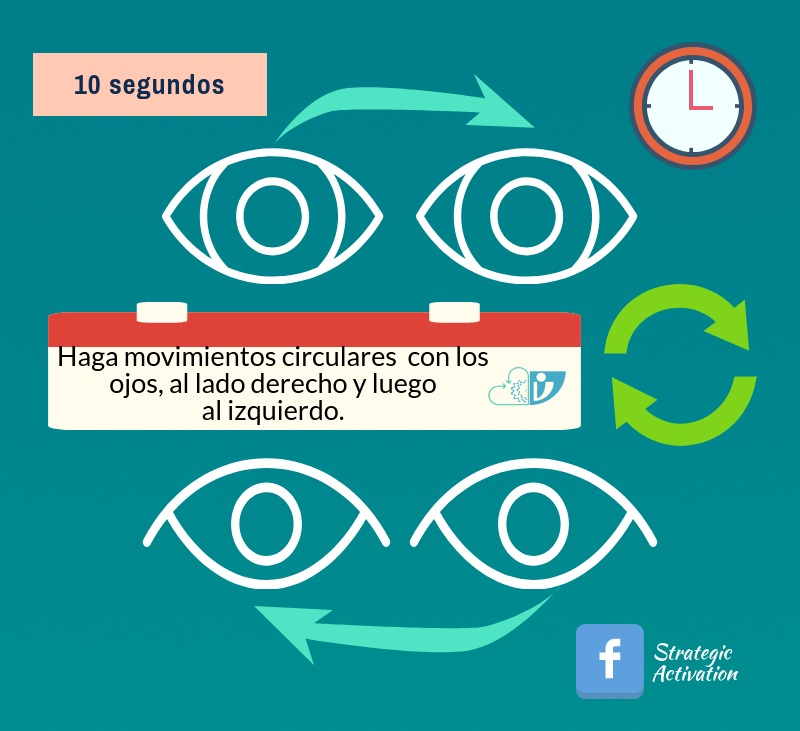 10 segundos
Haga movimientos circulares con los
ojos, al lado derecho y luego
al izquierdo.
Strategic
Activation